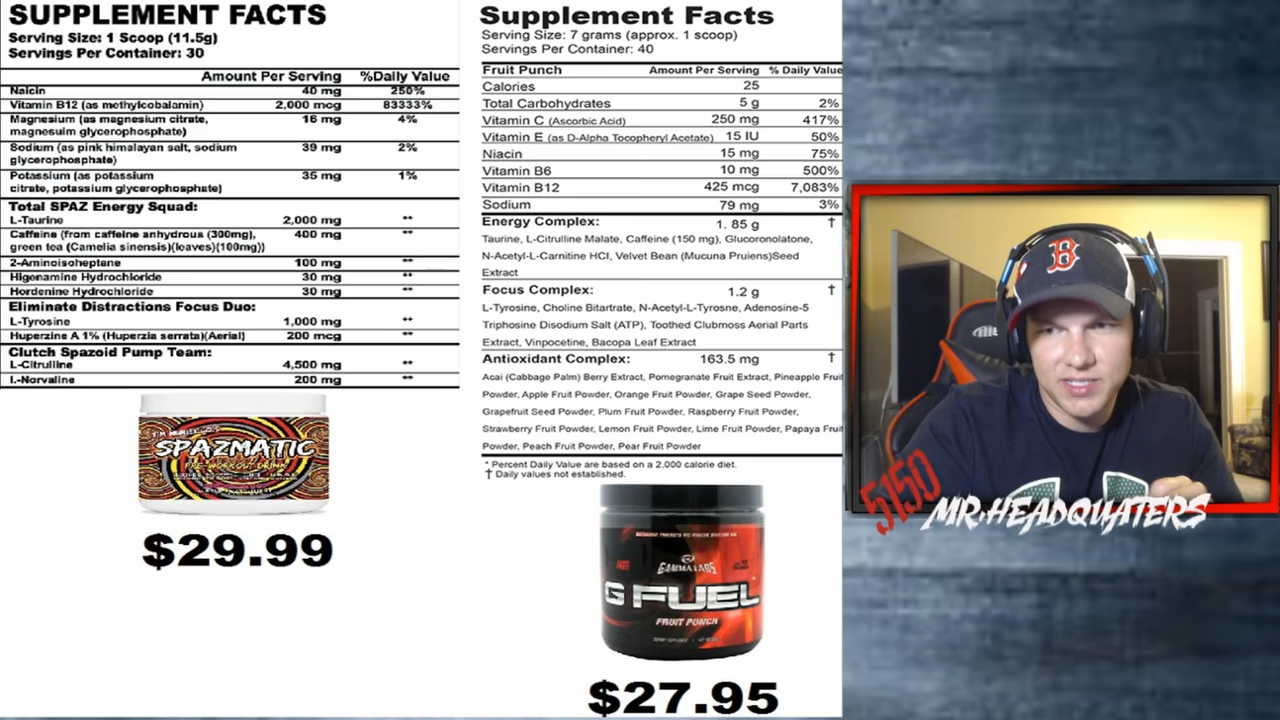 SUPPLEMENT FACTS
Serving Size: 1 Scoop (11.5g)
Servings Per Container: 30
Amount Per Serving %Daily Value
Naicin 40 mg 250%
Vitamin B12 (as methylcobalamin) 2,000 mcg 83333%
Magnesium (as magnesium citrate, 16 mg 4%
magnesuim glycerophosphate)
Sodium (as pink himalayan salt, sodium 39 mg 2%
glycerophosphate)
Potassium (as potassium 35 mg 1%
citrate, potassium glycerophosphate)
Total SPAZ Energy Squad:
L-Taurine 2,000 mg **
Caffeine (from caffeine anhydrous (300mg), 400 mg **
green tea (Camelia sinensis)(leaves)(100mg))
2-Aminoisoheptane 100 mg **
Higenamine Hydrochloride 30 mg **
Hordenine Hydrochloride 30 mg **
Eliminate Distractions Focus Duo:
L-Tyrosine 1,000 mg **
Huperzine A 1% (Huperzia serrata)(Aerial) 200 mcg **
Clutch Spazoid Pump Team:
L-Citrulline 4,500 mg **
L-Norvaline 200 mg **
SPAZMATIC
PRE-WORKOUT DRINK
$29.99
Supplement Facts
Serving Size: 7 grams (approx. 1 scoop)
Servings Per Container: 40
Fruit Punch Amount Per Serving % Daily Value
Calories 25
Total Carbohydrates 5 g 2%
Vitamin C (Ascorbic Acid) 250 mg 417%
Vitamin E (as D-Alpha Tocopheryl Acetate) 15 IU 50%
Niacin 15 mg 75%
Vitamin B6 10 mg 500%
Vitamin B12 425 mcg 7,083%
Sodium 79 mg 3%
Energy Complex: 1. 85 g †
Taurine, L-Citrulline Malate, Caffeine (150 mg), Glucoronolatone,
N-Acetyl-L-Carnitine HCI, Velvet Bean (Mucuna Pruiens)Seed
Extract
Focus Complex: 1.2 g †
L-Tyrosine, Choline Bitartrate, N-Acetyl-L-Tyrosne, Adenosine-5
Triphosine Disodium Salt (ATP), Toothed Clubmoss Aerial Parts
Extract, Vinpocetine, Bacopa Leaf Extract
Antioxidant Complex: 163.5 mg †
Acai (Cabbage Palm) Berry Extract, Pomegranate Fruit Extract, Pineapple Fruit
Powder, Apple Fruit Powder, Orange Fruit Powder, Grape Seed Powder,
Grapefruit Seed Powder, Plum Fruit Powder, Raspberry Fruit Powder,
Strawberry Fruit Powder, Lemon Fruit Powder, Lime Fruit Powder, Papaya Fruit
Powder, Peach Fruit Powder, Pear Fruit Powder
* Percent Daily Value are based on a 2,000 calorie diet.
† Daily values not established.
GAMMA LABS
G FUEL
FRUIT PUNCH
$27.95
B
5150
MR.HEADQUATERS